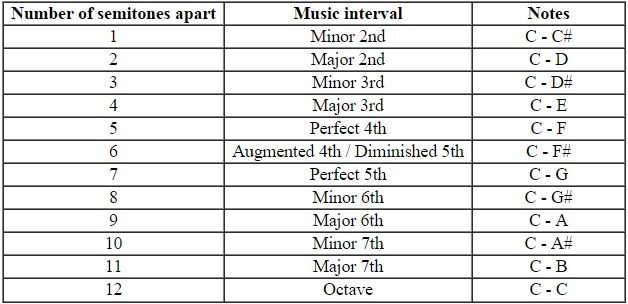 Number of semitones apart Music interval Notes
1 Minor 2nd C - C#
2 Major 2nd C - D
3 Minor 3rd C - D#
4 Major 3rd C - E
5 Perfect 4th C - F
6 Augmented 4th / Diminished 5th C - F#
7 Perfect 5th C - G
8 Minor 6th C - G#
9 Major 6th C - A
10 Minor 7th C - A#
11 Major 7th C - B
12 Octave C - C